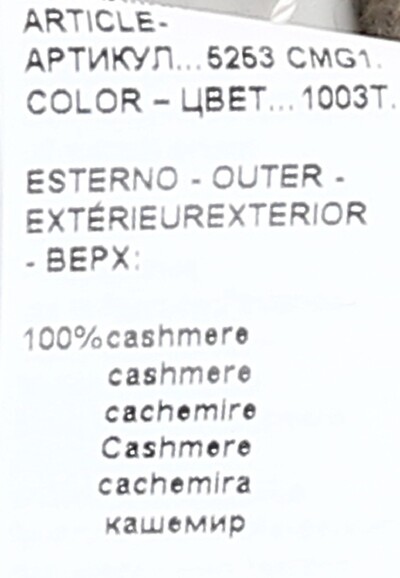 ARTICLE-
АРТИКУЛ...5253 CMG1.
COLOR – ЦВЕТ...1003T.
ESTERNO - OUTER -
EXTÉRIEUREXTERIOR
- ВЕРХ:
100%cashmere
cashmere
cachemire
Cashmere
cachemira
кашемир